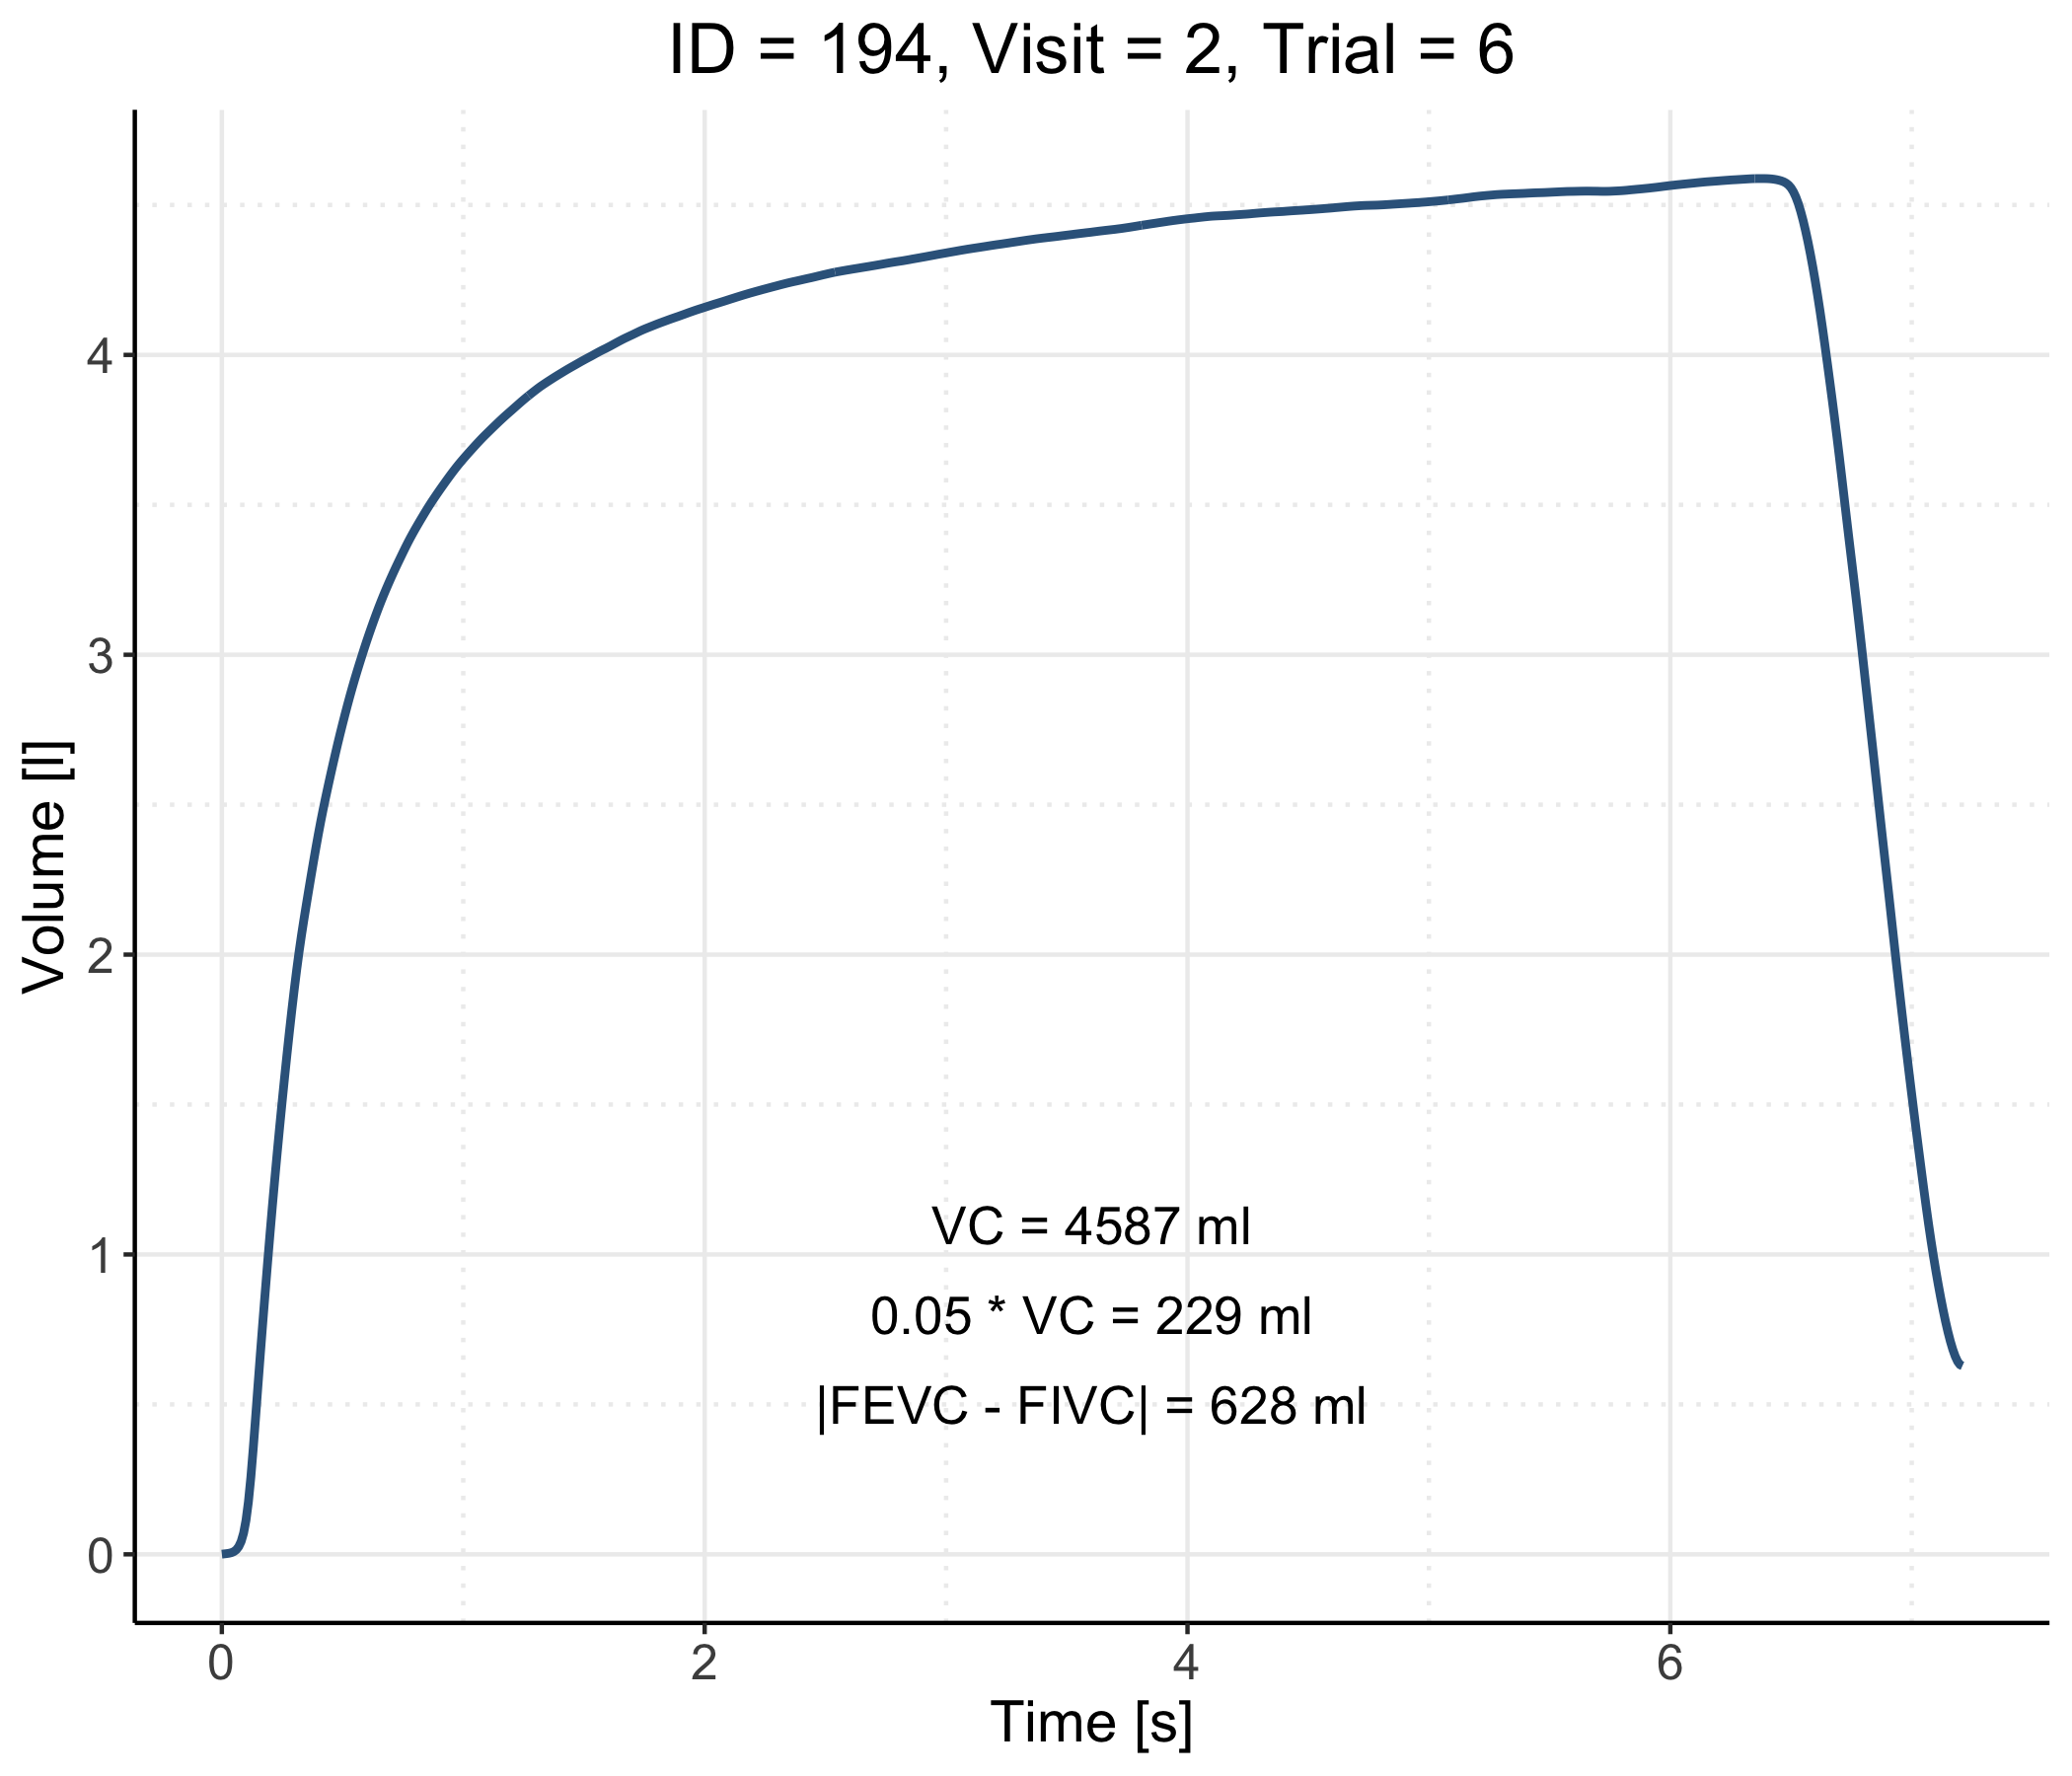 ID = 194, Visit = 2, Trial = 6
Volume [l]
4
3
2
1
0
VC = 4587 ml
0.05 * VC = 229 ml
|FEVC - FIVC| = 628 ml
0 2 4 6
Time [s]